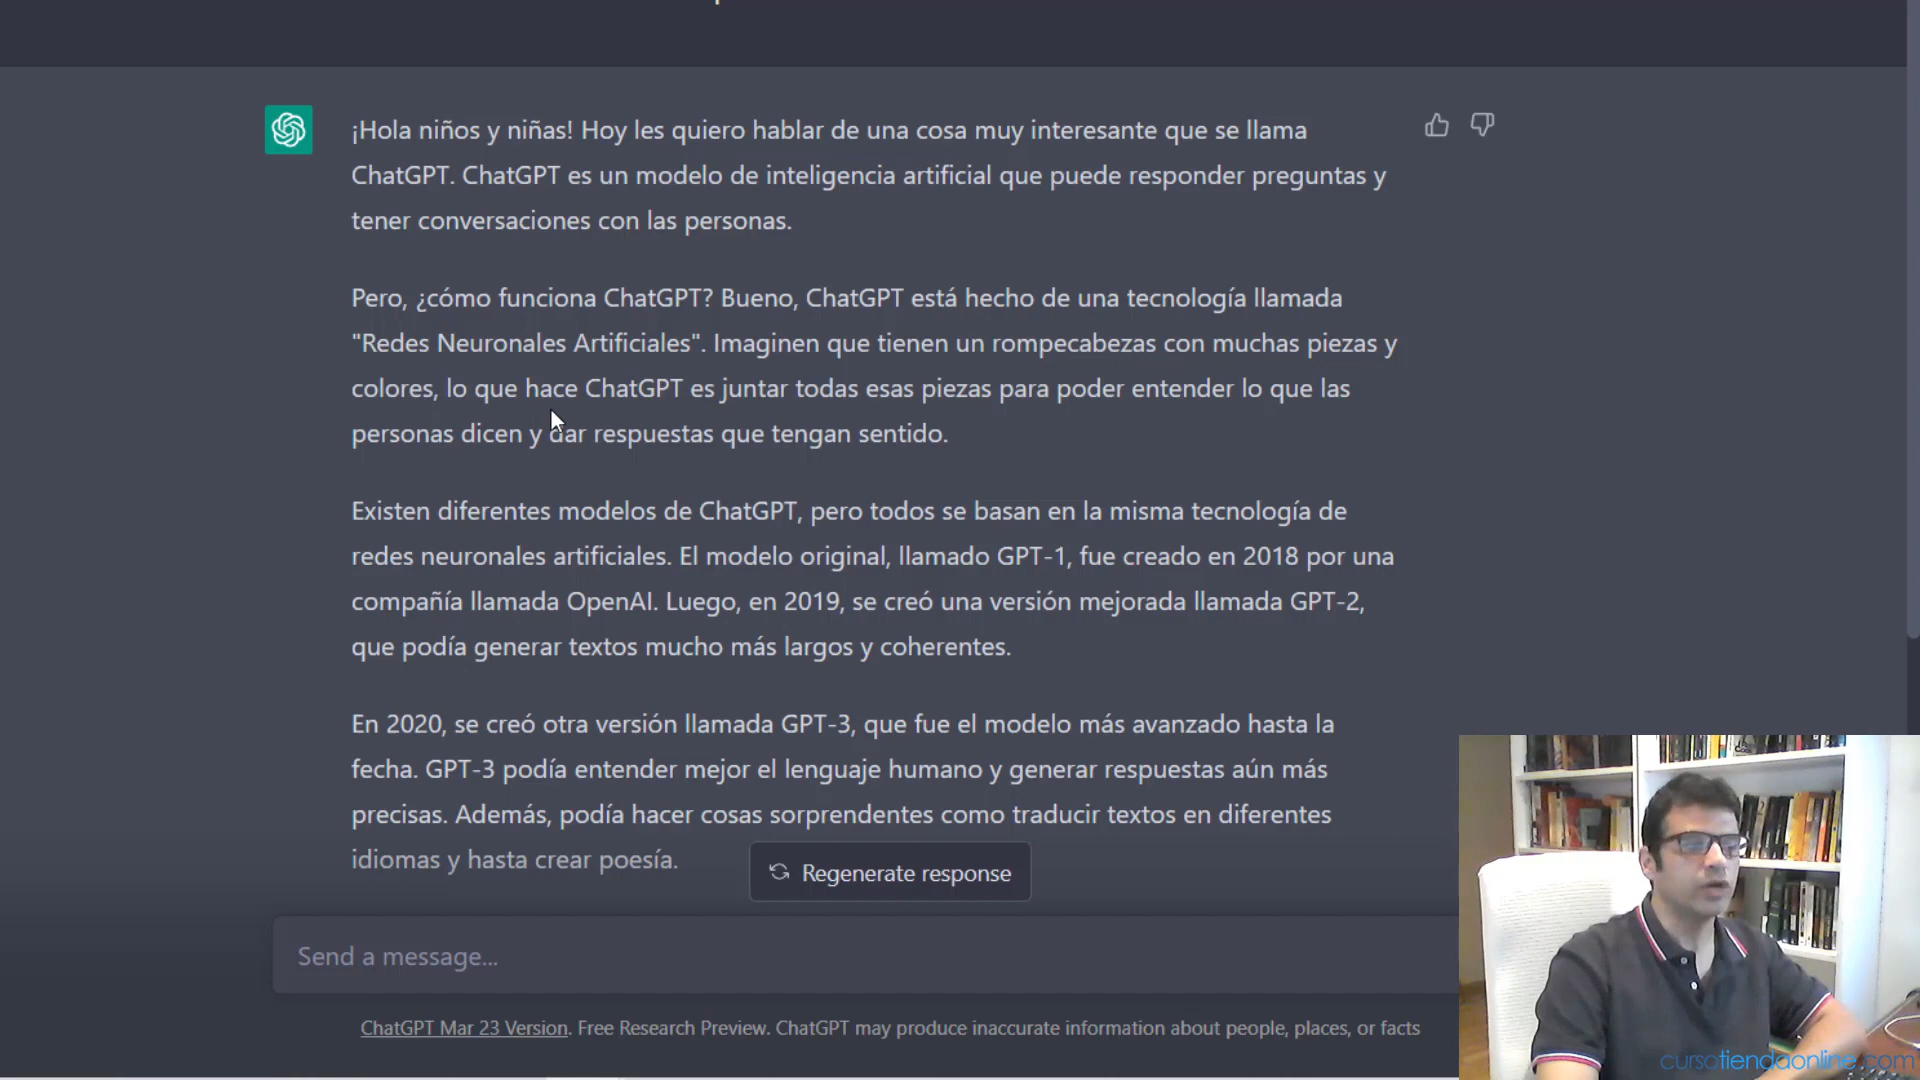 ¡Hola niños y niñas! Hoy les quiero hablar de una cosa muy interesante que se llama
ChatGPT. ChatGPT es un modelo de inteligencia artificial que puede responder preguntas y
tener conversaciones con las personas.
Pero, ¿cómo funciona ChatGPT? Bueno, ChatGPT está hecho de una tecnología llamada
"Redes Neuronales Artificiales". Imaginen que tienen un rompecabezas con muchas piezas y
colores, lo que hace ChatGPT es juntar todas esas piezas para poder entender lo que las
personas dicen y dar respuestas que tengan sentido.
Existen diferentes modelos de ChatGPT, pero todos se basan en la misma tecnología de
redes neuronales artificiales. El modelo original, llamado GPT-1, fue creado en 2018 por una
compañía llamada OpenAI. Luego, en 2019, se creó una versión mejorada llamada GPT-2,
que podía generar textos mucho más largos y coherentes.
En 2020, se creó otra versión llamada GPT-3, que fue el modelo más avanzado hasta la
fecha. GPT-3 podía entender mejor el lenguaje humano y generar respuestas aún más
precisas. Además, podía hacer cosas sorprendentes como traducir textos en diferentes
idiomas y hasta crear poesía.
Regenerate response
Send a message...
ChatGPT Mar 23 Version. Free Research Preview. ChatGPT may produce inaccurate information about people, places, or facts
cursotiendaonline.com